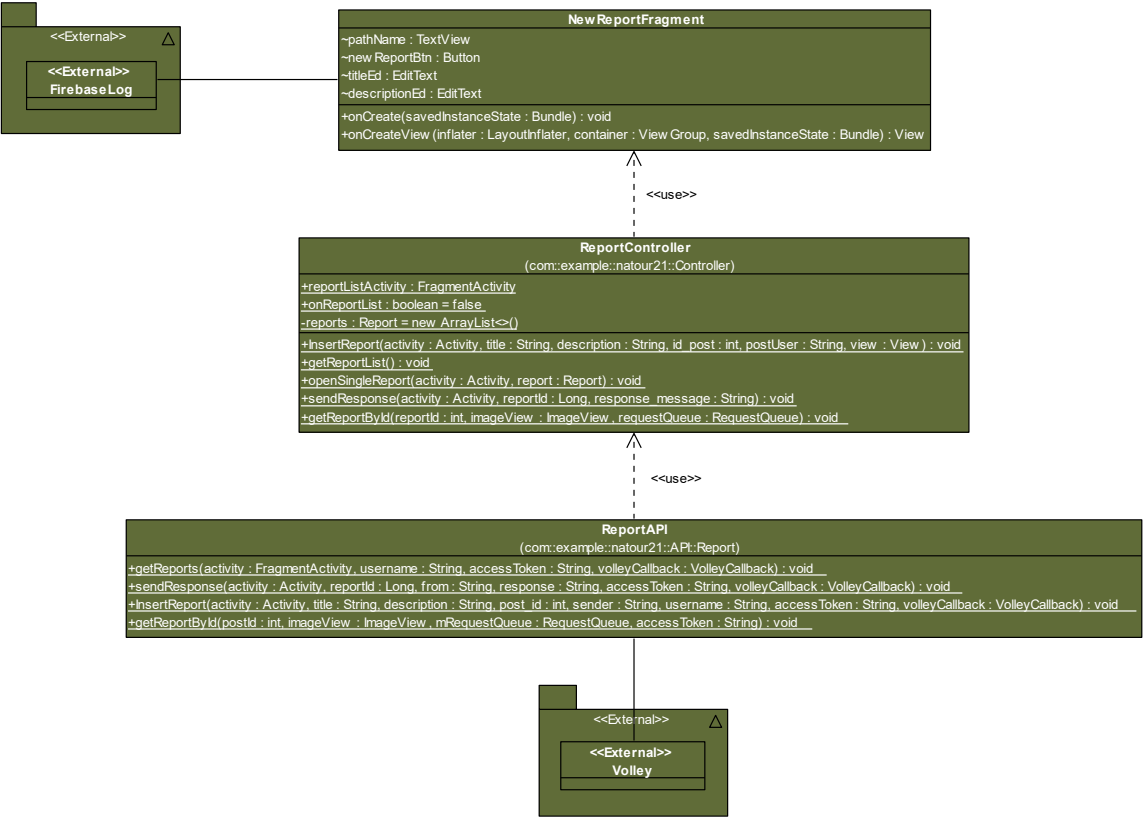 <<External>>
<<External>>
FirebaseLog
NewReportFragment
~pathName : TextView
~newReportBtn : Button
~titleEd : EditText
~descriptionEd : EditText
+onCreate(savedInstanceState : Bundle) : void
+onCreateView(inflater : LayoutInflater, container : ViewGroup, savedInstanceState : Bundle) : View
<<use>>
ReportController
(com::example::natour21::Controller)
+reportListActivity : FragmentActivity
+onReportList : boolean = false
-reports : Report = new ArrayList<>()
+InsertReport(activity : Activity, title : String, description : String, id_post : int, postUser : String, view : View) : void
+getReportList() : void
+openSingleReport(activity : Activity, report : Report) : void
+sendResponse(activity : Activity, reportId : Long, response_message : String) : void
+getReportById(reportId : int, imageView : ImageView, requestQueue : RequestQueue) : void
<<use>>
ReportAPI
(com::example::natour21::API::Report)
+getReports(activity : FragmentActivity, username : String, accessToken : String, volleyCallback : VolleyCallback) : void
+sendResponse(activity : Activity, reportId : Long, from : String, response : String, accessToken : String, volleyCallback : VolleyCallback) : void
+InsertReport(activity : Activity, title : String, description : String, post_id : int, sender : String, username : String, accessToken : String, volleyCallback : VolleyCallback) : void
+getReportById(postId : int, imageView : ImageView, mRequestQueue : RequestQueue, accessToken : String) : void
<<External>>
<<External>>
Volley